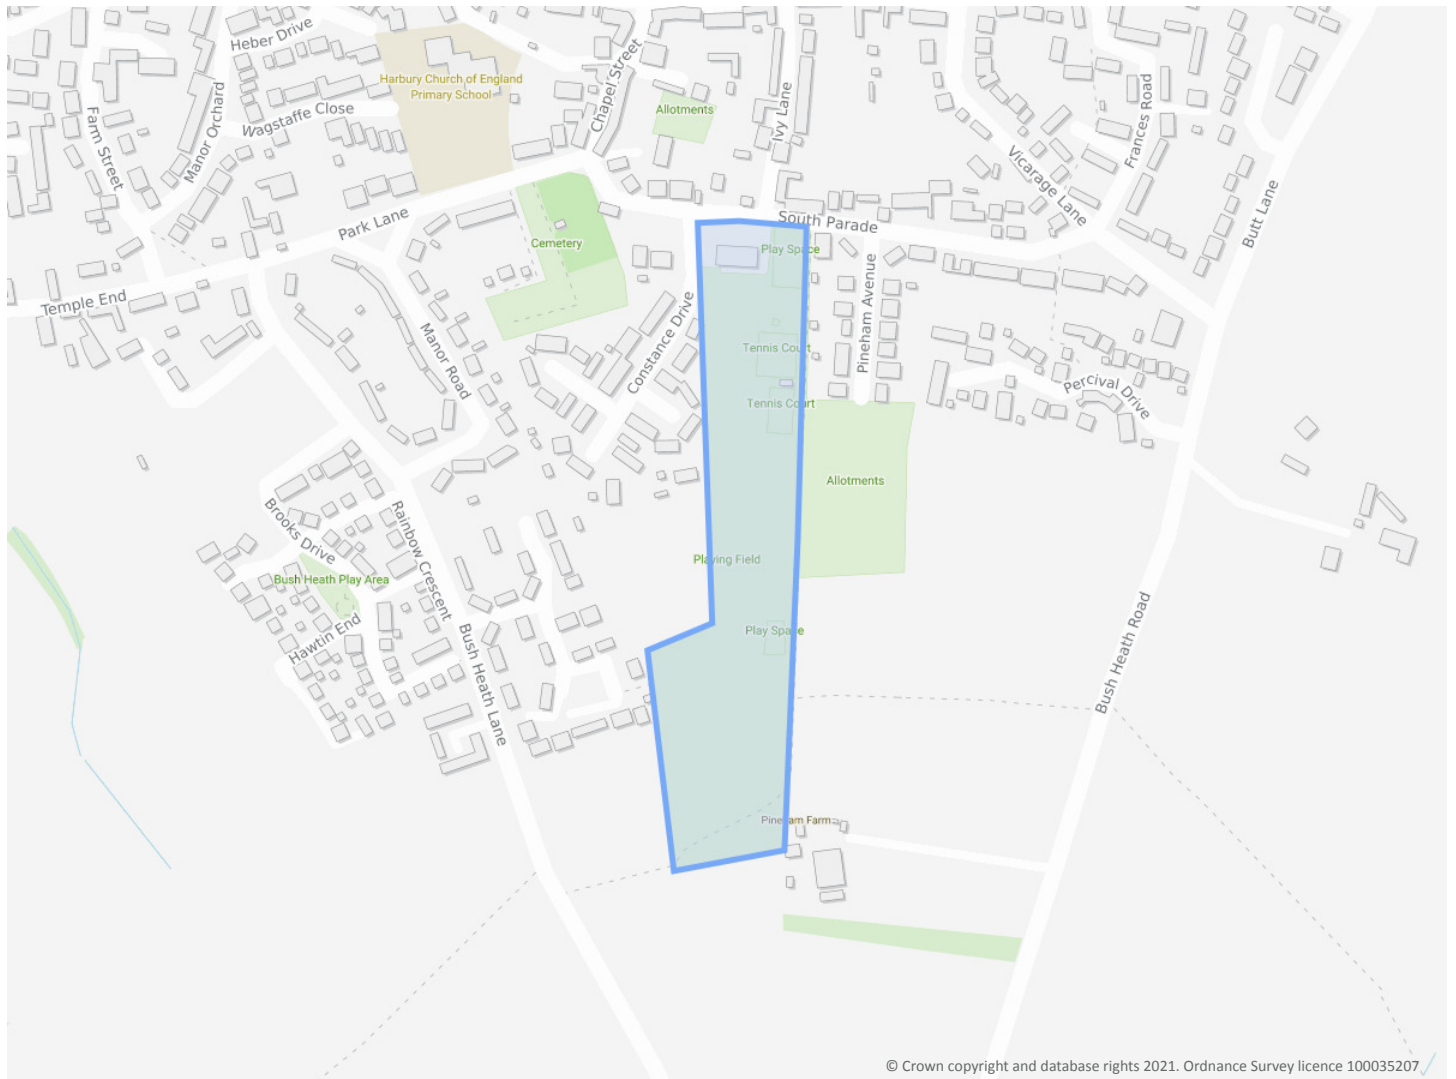 Heber Drive
Harbury Church of England
Primary School
Chapel Street
Ivy Lane
Allotments
Farm Street
Manor Orchard
Wagstaffe Close
Frances Road
Vicarage Lane
Butt Lane
Park Lane
South Parade
Cemetery
Play Space
Temple End
Manor Road
Constance Drive
Pineham Avenue
Tennis Court
Percival Drive
Tennis Court
Allotments
Brooks Drive
Rainbow Crescent
Playing Field
Bush Heath Play Area
Hawtin End
Play Space
Bush Heath Lane
Bush Heath Road
Pineham Farm
© Crown copyright and database rights 2021. Ordnance Survey licence 100035207